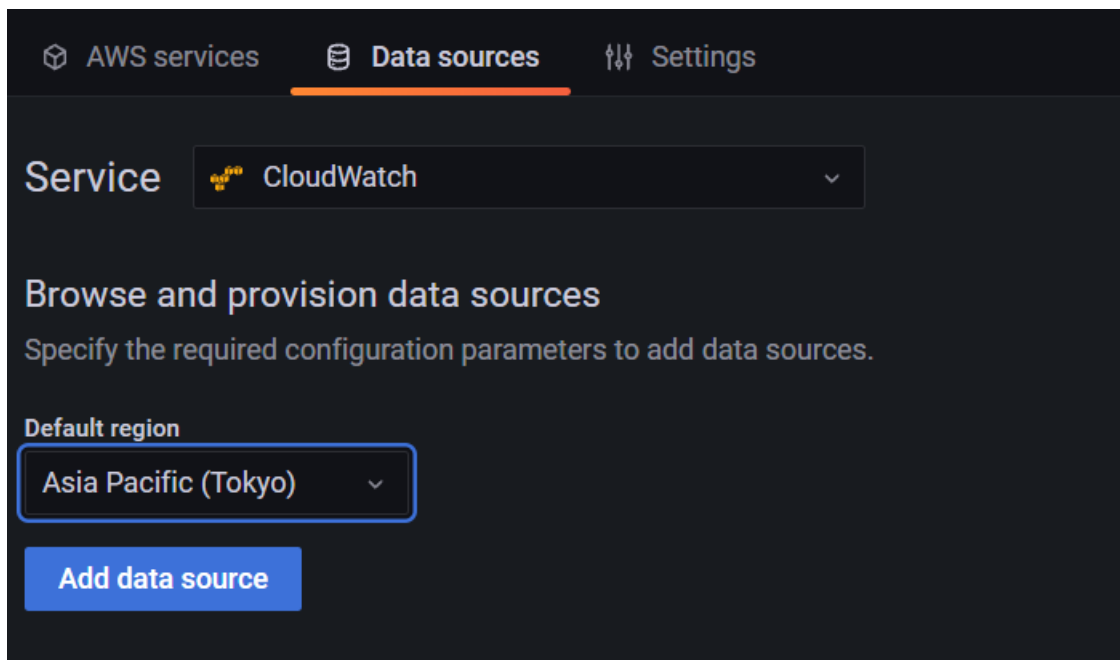 AWS services Data sources Settings
Service CloudWatch
Browse and provision data sources
Specify the required configuration parameters to add data sources.
Default region
Asia Pacific (Tokyo)
Add data source